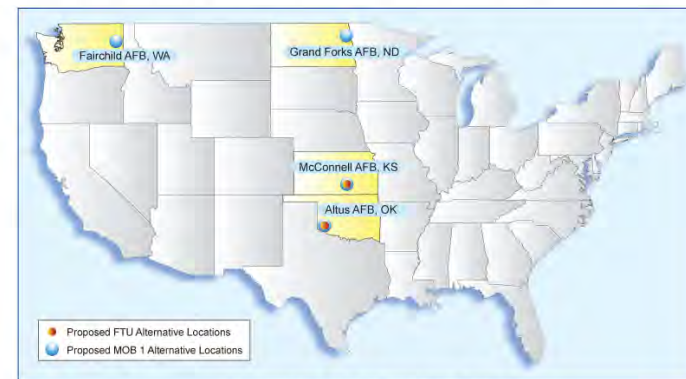 Fairchild AFB, WA
Grand Forks AFB, ND
McConnell AFB, KS
Altus AFB, OK
Proposed FTU Alternative Locations
Proposed MOB 1 Alternative Locations